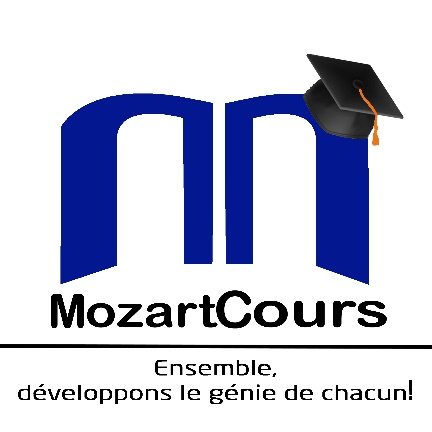 MozartCours
Ensemble,
développons le génie de chacun!